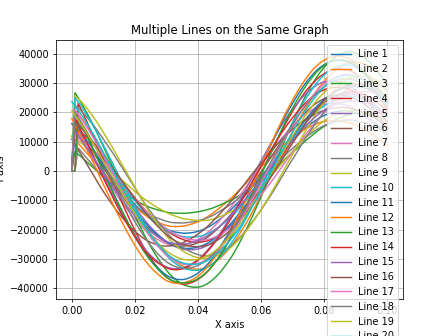 Multiple Lines on the Same Graph
40000
30000
20000
10000
0
−10000
−20000
−30000
−40000
0.00
0.02
0.04
0.06
0.08
X axis
Line 1
Line 2
Line 3
Line 4
Line 5
Line 6
Line 7
Line 8
Line 9
Line 10
Line 11
Line 12
Line 13
Line 14
Line 15
Line 16
Line 17
Line 18
Line 19